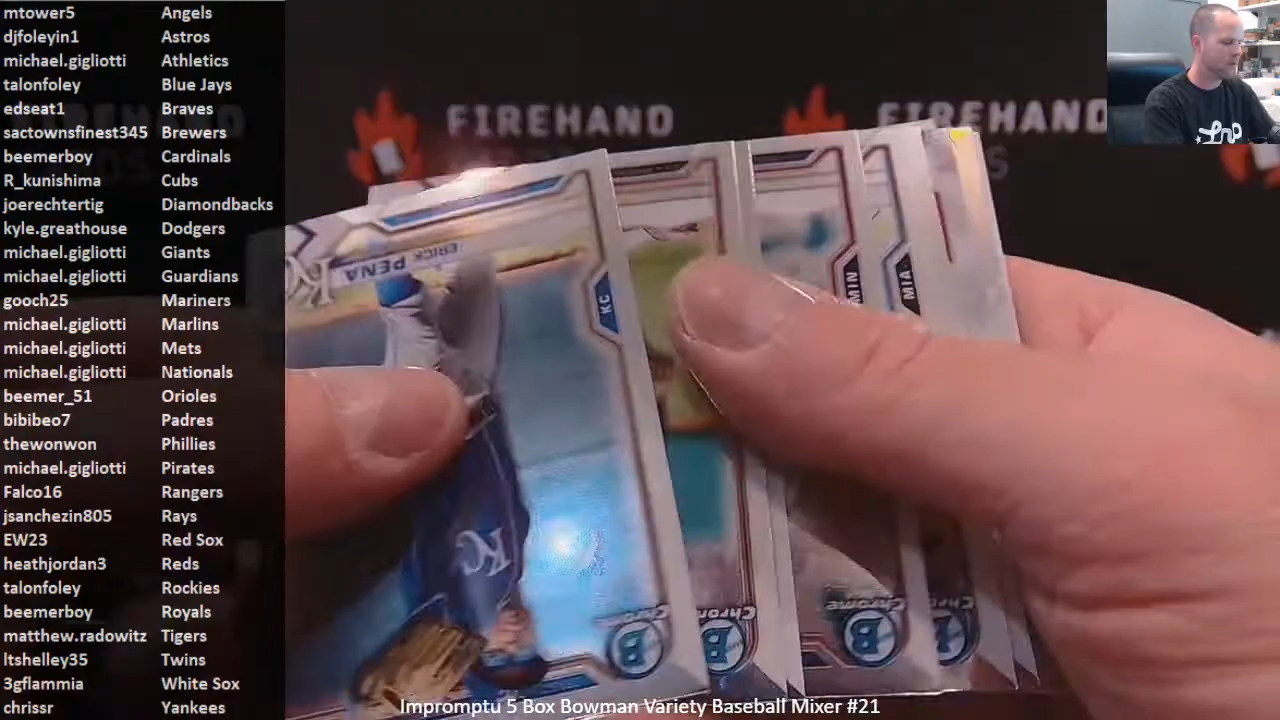 mtower5 Angels
djfoleyin1 Astros
michael.gigliotti Athletics
talonfoley Blue Jays
edseat1 Braves
sactownsfinest345 Brewers
beemerboy Cardinals
R_kunishima Cubs
joerechtertig Diamondbacks
kyle.greathouse Dodgers
michael.gigliotti Giants
michael.gigliotti Guardians
gooch25 Mariners
michael.gigliotti Marlins
michael.gigliotti Mets
michael.gigliotti Nationals
beemer_51 Orioles
bibibeo7 Padres
thewonwon Phillies
michael.gigliotti Pirates
Falco16 Rangers
jsanchezin805 Rays
EW23 Red Sox
heathjordan3 Reds
talonfoley Rockies
beemerboy Royals
matthew.radowitz Tigers
ltshelley35 Twins
3gflammia White Sox
chrissr Yankees
FIREHAND
FIREHAND
ERICK PENA
KC
MIN
MIA
KC
B
Chrome
B
Chrome
B
Chrome
Impromptu 5 Box Bowman Variety Baseball Mixer #21